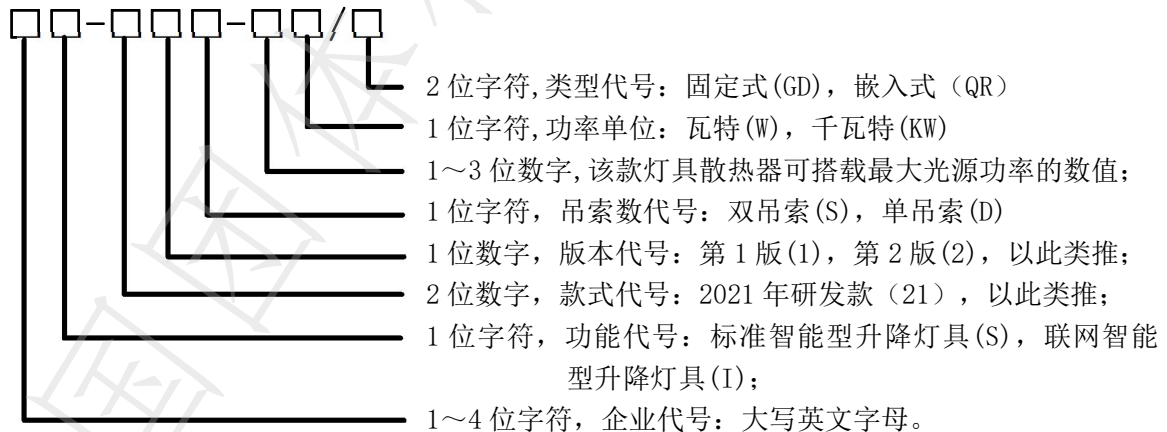 □□-□□□-□□/□
2位字符,类型代号：固定式(GD)，嵌入式（QR）
1位字符,功率单位：瓦特(W)，千瓦特(KW)
1～3位数字,该款灯具散热器可搭载最大光源功率的数值；
1位字符，吊索数代号：双吊索(S)，单吊索(D)
1位数字，版本代号：第1版(1)，第2版(2)，以此类推；
2位数字，款式代号：2021年研发款（21），以此类推；
1位字符，功能代号：标准智能型升降灯具(S)，联网智能
型升降灯具(I)；
1～4位字符，企业代号：大写英文字母。
国团体